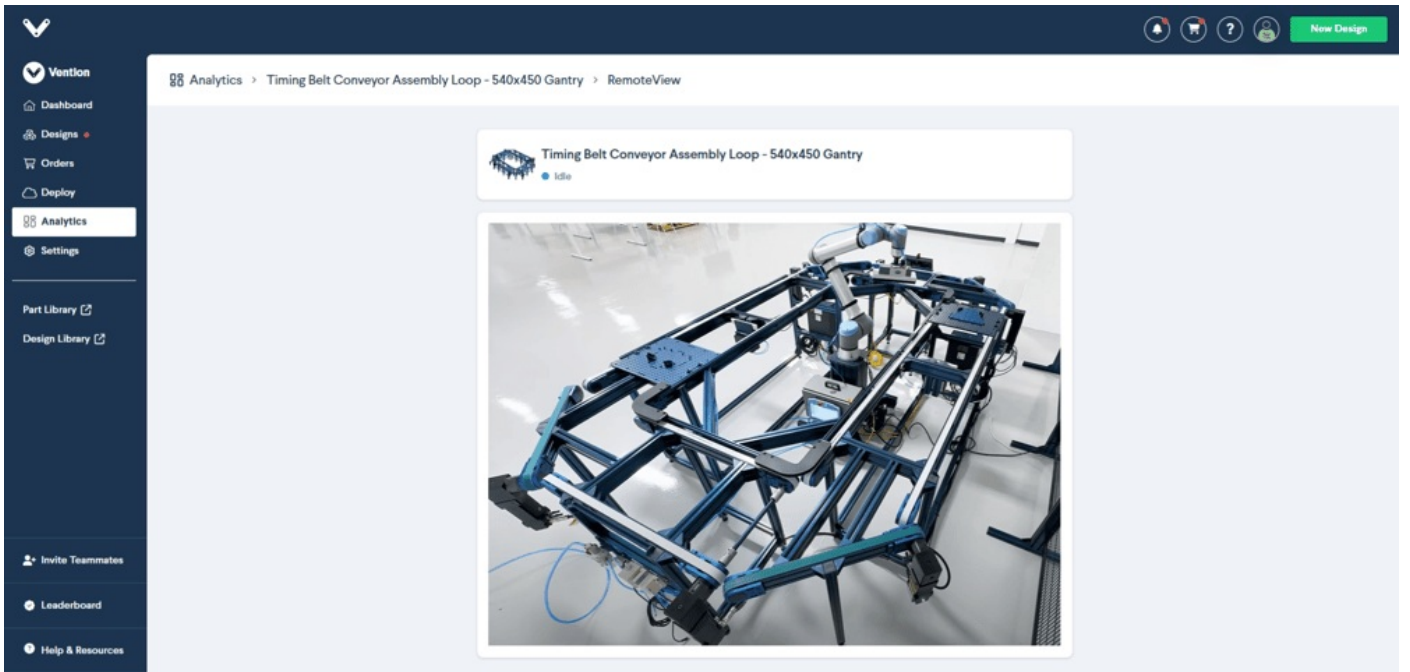 New Design
Vention
Analytics > Timing Belt Conveyor Assembly Loop - 540x450 Gantry > RemoteView
Dashboard
Designs
Orders
Deploy
Analytics
Settings
Part Library
Design Library
Timing Belt Conveyor Assembly Loop - 540x450 Gantry
Idle
Invite Teammates
Leaderboard
Help & Resources